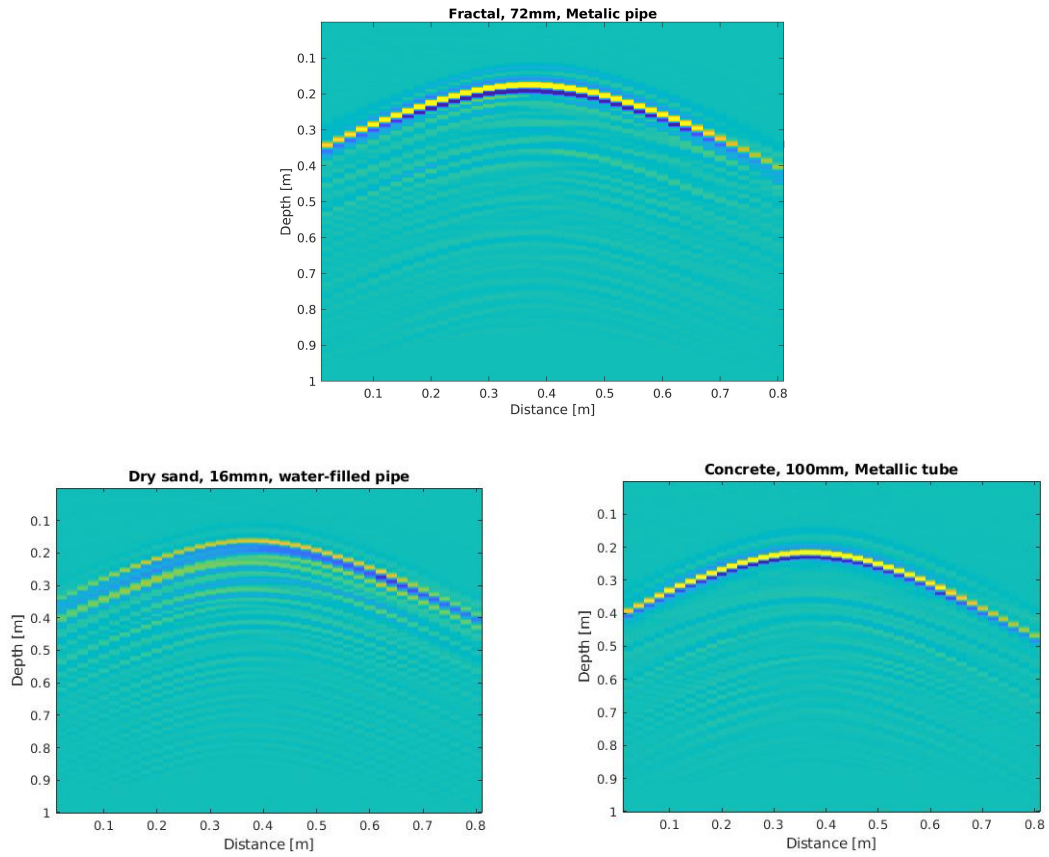 Fractal, 72mm, Metalic pipe
0.1
0.2
0.3
0.4
0.5
0.6
0.7
0.8
0.9
1
Depth [m]
0.1 0.2 0.3 0.4 0.5 0.6 0.7 0.8
Distance [m]
Dry sand, 16mmn, water-filled pipe
0.1
0.2
0.3
0.4
0.5
0.6
0.7
0.8
0.9
1
Depth [m]
0.1 0.2 0.3 0.4 0.5 0.6 0.7 0.8
Distance [m]
Concrete, 100mm, Metallic tube
0.1
0.2
0.3
0.4
0.5
0.6
0.7
0.8
0.9
1
Depth [m]
0.1 0.2 0.3 0.4 0.5 0.6 0.7 0.8
Distance [m]